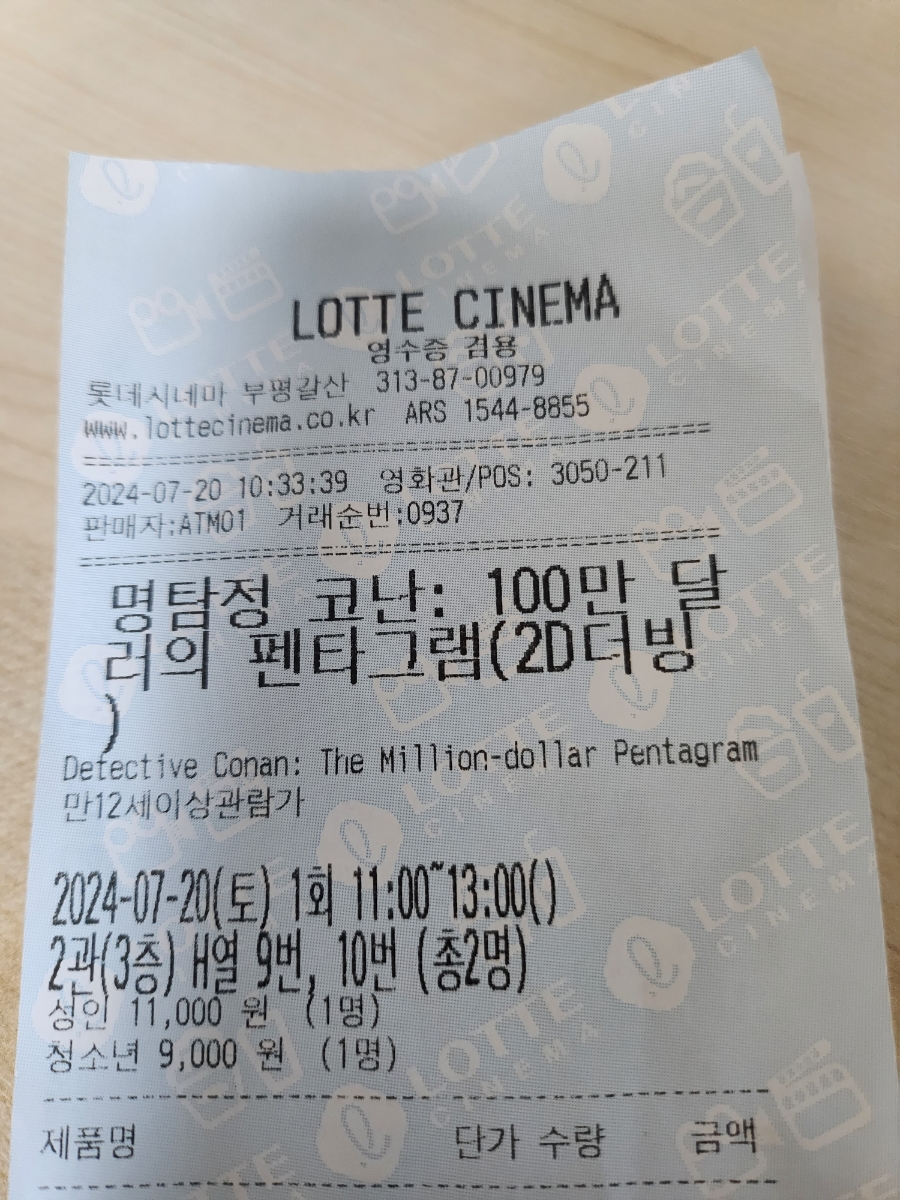 LOTTE CINEMA
영수증 겸용
롯데시네마 부평갈산 313-87-00979
www.lottecinema.co.kr ARS 1544-8855
==================================================
2024-07-20 10:33:39 영화관/POS: 3050-211
판매자:ATM01 거래순번:0937
==================================================
명탐정 코난: 100만 달
러의 펜타그램(2D더빙
)
Detective Conan: The Million-dollar Pentagram
만12세이상관람가
2024-07-20(토) 1회 11:00~13:00()
2관(3층) H열 9번, 10번 (총2명)
성인 11,000 원 (1명)
청소년 9,000 원 (1명)
--------------------------------------------------
제품명 단가 수량 금액
--------------------------------------------------